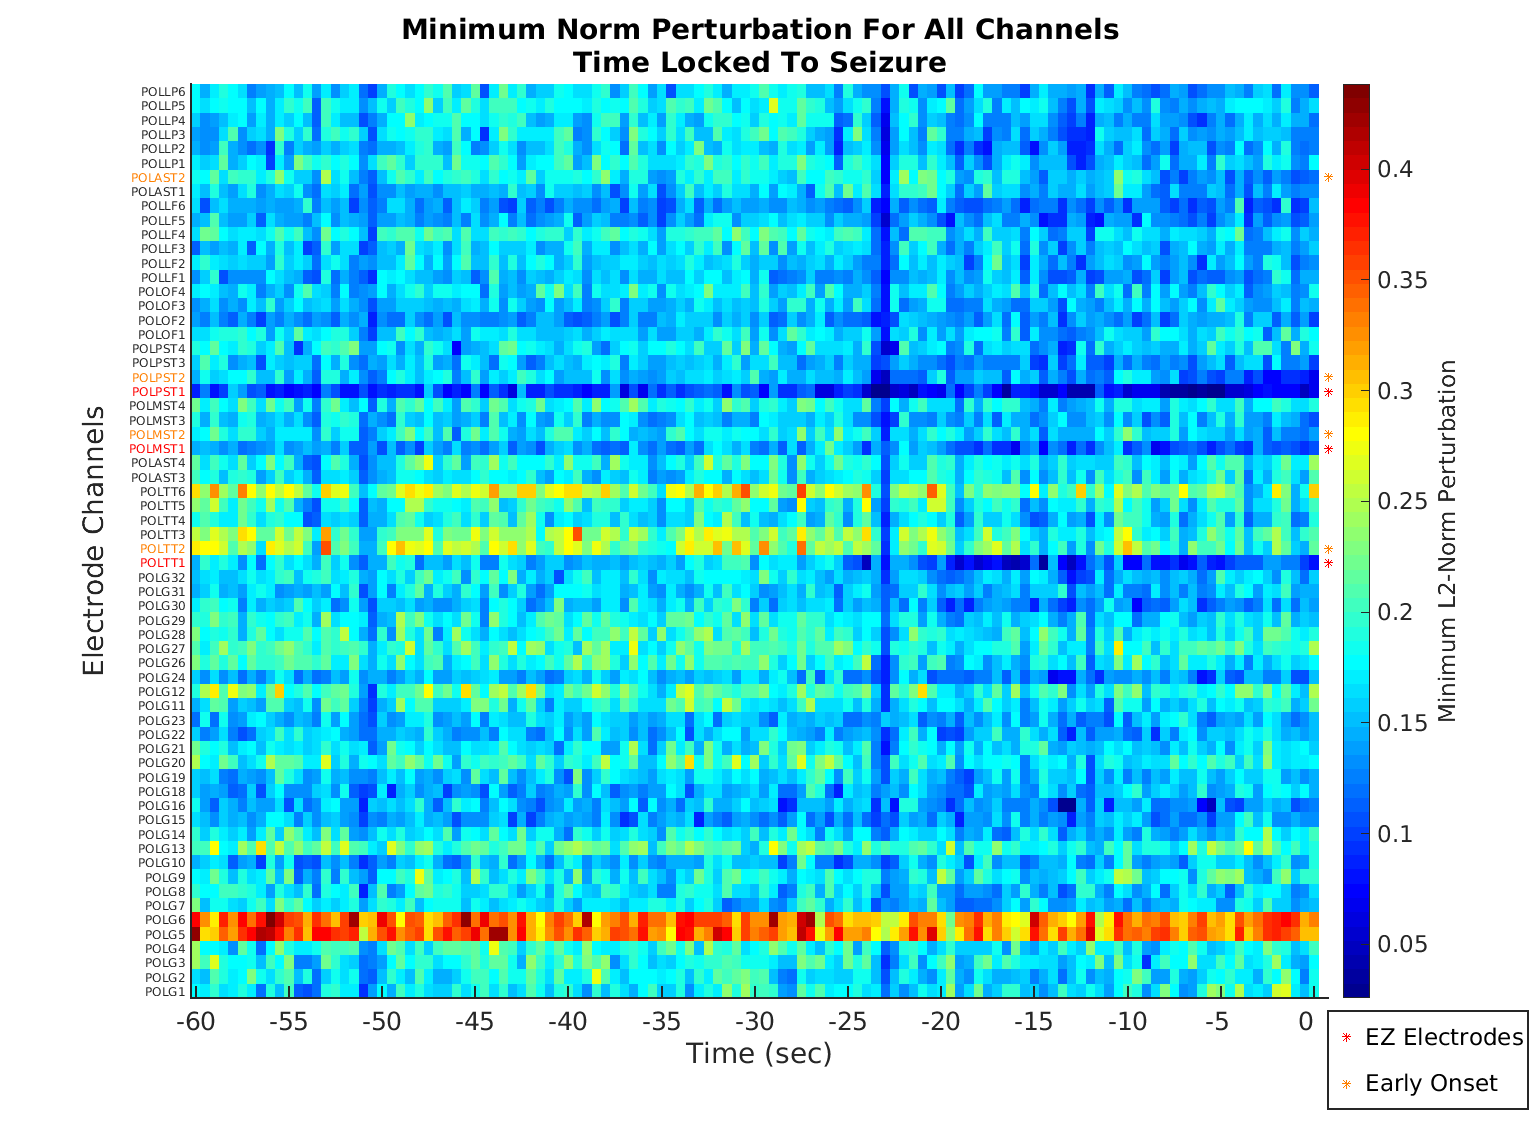 Minimum Norm Perturbation For All Channels
Time Locked To Seizure
Electrode Channels
POLLP6
POLLP5
POLLP4
POLLP3
POLLP2
POLLP1
POLAST2
POLAST1
POLLF6
POLLF5
POLLF4
POLLF3
POLLF2
POLLF1
POLOF4
POLOF3
POLOF2
POLOF1
POLPST4
POLPST3
POLPST2
POLPST1
POLMST4
POLMST3
POLMST2
POLMST1
POLAST4
POLAST3
POLTT6
POLTT5
POLTT4
POLTT3
POLTT2
POLTT1
POLG32
POLG31
POLG30
POLG29
POLG28
POLG27
POLG26
POLG24
POLG12
POLG11
POLG23
POLG22
POLG21
POLG20
POLG19
POLG18
POLG16
POLG15
POLG14
POLG13
POLG10
POLG9
POLG8
POLG7
POLG6
POLG5
POLG4
POLG3
POLG2
POLG1
-60 -55 -50 -45 -40 -35 -30 -25 -20 -15 -10 -5 0
Time (sec)
0.4
0.35
0.3
0.25
0.2
0.15
0.1
0.05
Minimum L2-Norm Perturbation
EZ Electrodes
Early Onset